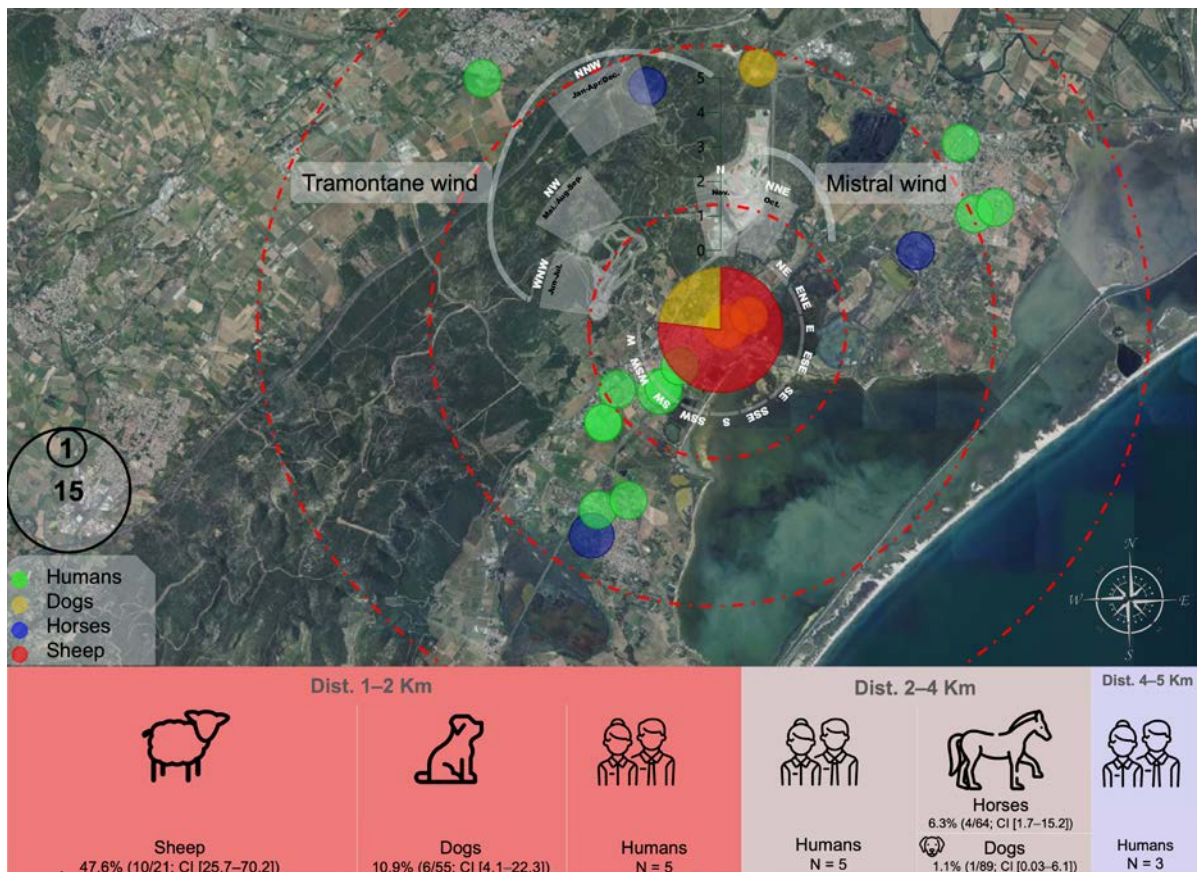 NNW
Jan-Apr/Dec.
5
4
3
2
1
0
Tramontane wind
NW
Mai./Aug-Sep.
N
Nov.
NNE
Oct.
Mistral wind
WNW
Jun-Jul.
NE
ENE
E
ESE
SE
SSE
S
SSW
SW
WSW
W
1
15
Humans
Dogs
Horses
Sheep
N
W
E
S
Dist. 1–2 Km
Dist. 2–4 Km
Dist. 4–5 Km
Sheep
47.6% (10/21; CI [25.7–70.2])
Dogs
10.9% (6/55; CI [4.1–22.3])
Humans
N = 5
Humans
N = 5
Horses
6.3% (4/64; CI [1.7–15.2])
Dogs
1.1% (1/89; CI [0.03–6.1])
Humans
N = 3